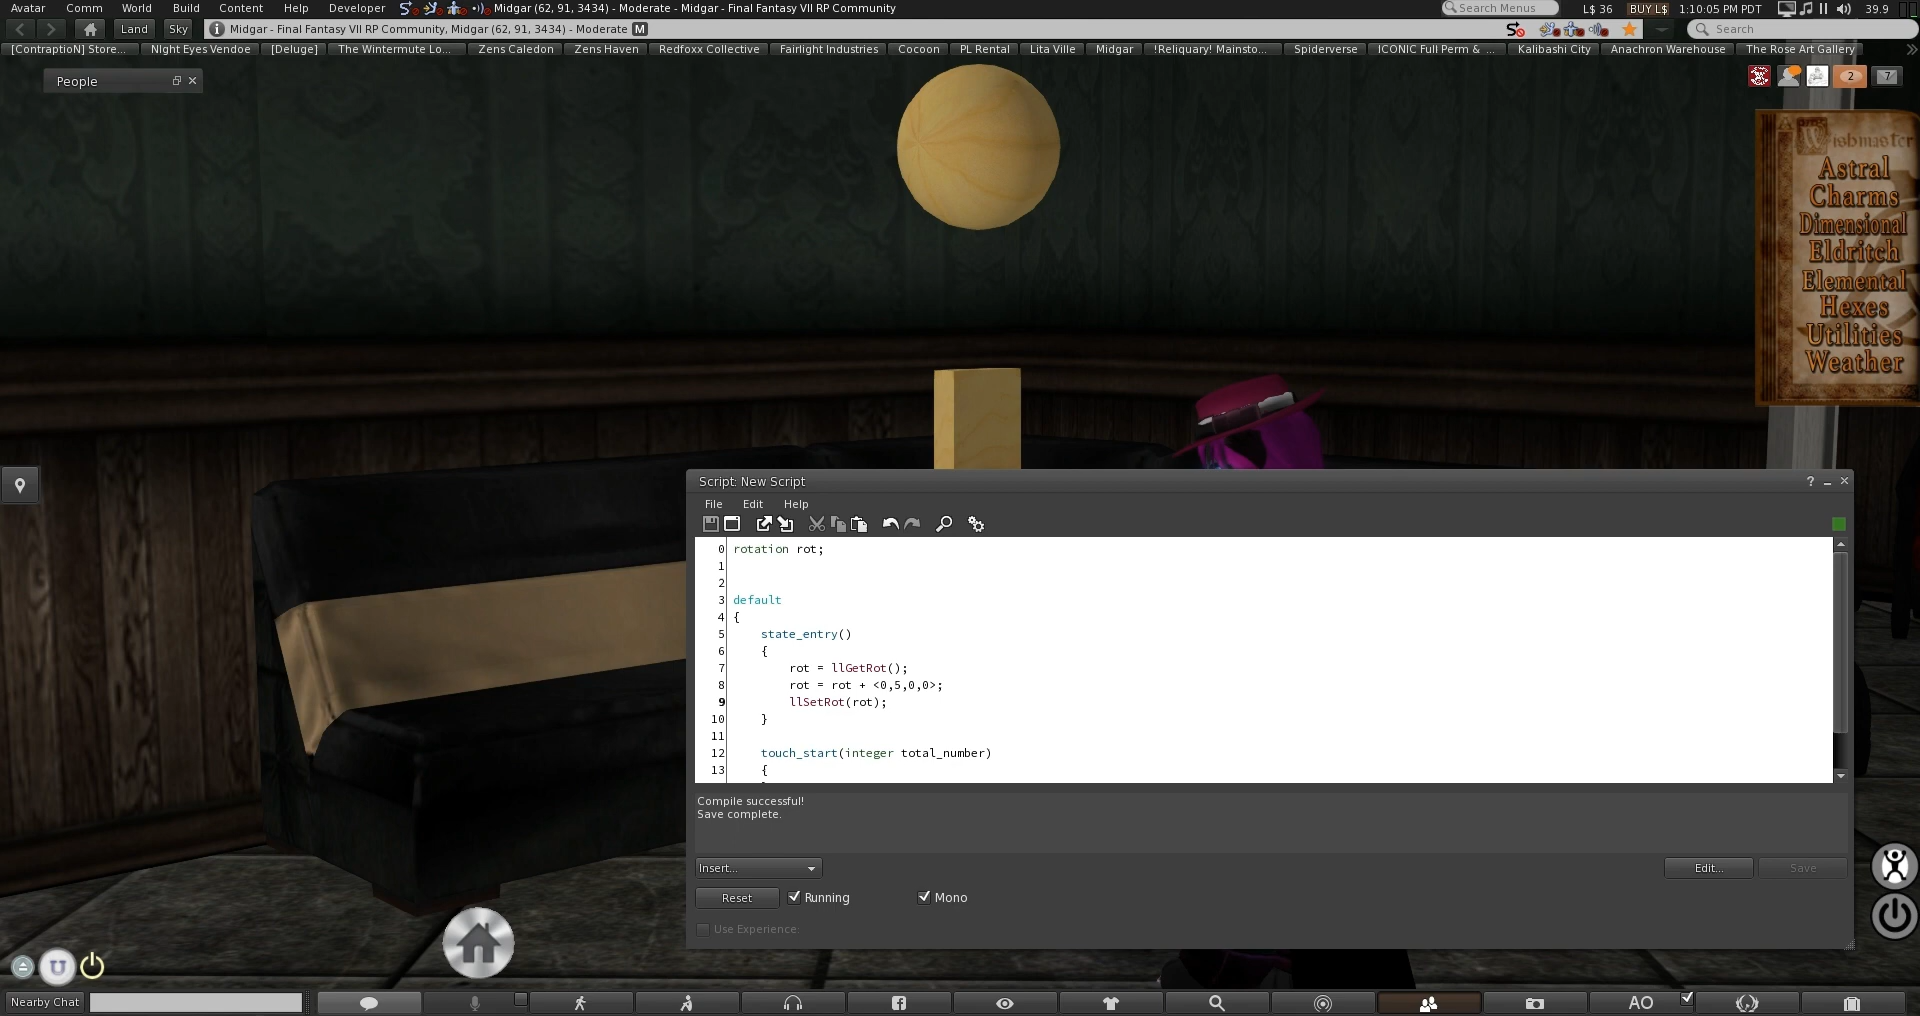 Avatar Comm World Build Content Help Developer Midgar (62, 91, 3434) - Moderate - Midgar - Final Fantasy VII RP Community Search Menus L$ 36 BUY L$ 1:10:05 PM PDT 39.9
Land Sky Midgar - Final Fantasy VII RP Community, Midgar (62, 91, 3434) - Moderate M Search
[ContraptioN] Store... Night Eyes Vendoe [Deluge] The Wintermute Lo... Zens Caledon Zens Haven Redfoxx Collective Fairlight Industries Cocoon PL Rental Lita Ville Midgar !Reliquary! Mainsto... Spiderverse ICONIC Full Perm & ... Kalibashi City Anachron Warehouse The Rose Art Gallery
People
2 7
Wishmaster
Astral
Charms
Dimensional
Eldritch
Elemental
Hexes
Utilities
Weather
Script: New Script
File Edit Help
0 rotation rot;
1
2
3 default
4 {
5 state_entry()
6 {
7 rot = llGetRot();
8 rot = rot + <0,5,0,0>;
9 llSetRot(rot);
10 }
11
12 touch_start(integer total_number)
13 {
Compile successful!
Save complete.
Insert... Edit... Save
Reset Running Mono
Use Experience:
U
Nearby Chat AO